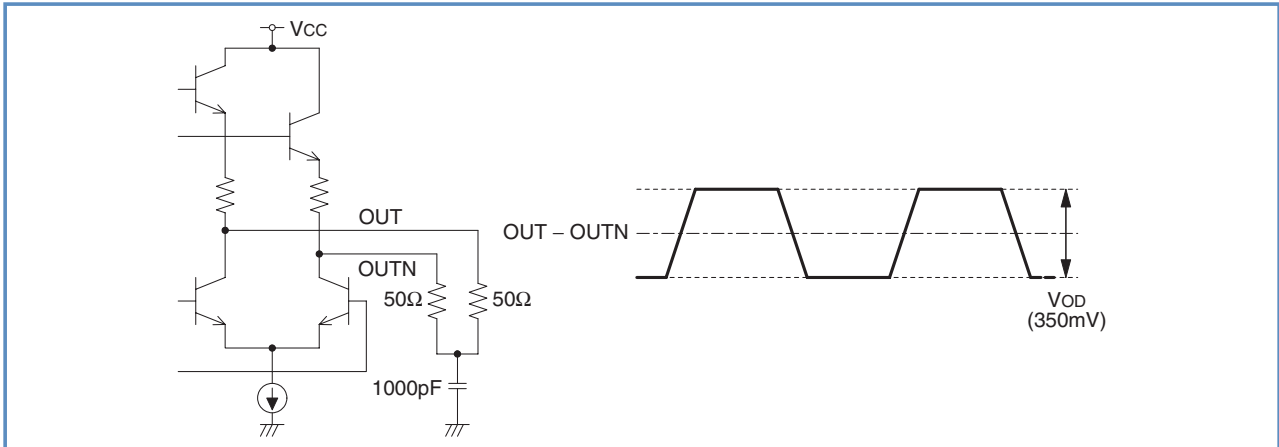 VCC
OUT
OUT – OUTN
OUTN
50Ω
50Ω
VOD
(350mV)
1000pF